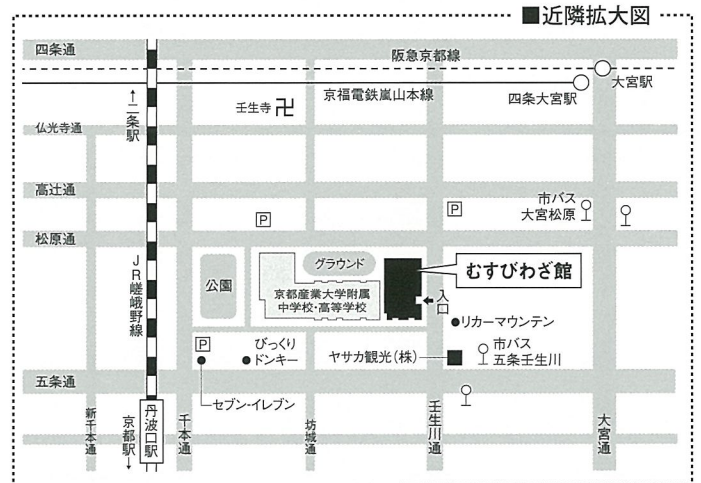 ■近隣拡大図
四条通
阪急京都線
大宮駅
四条大宮駅
京福電鉄嵐山本線
↑二条駅
壬生寺卍
仏光寺通
高辻通
市バス
大宮松原
P
P
松原通
JR嵯峨野線
公園
グラウンド
京都産業大学附属
中学校・高等学校
むすびわざ館
入口
リカーマウンテン
P
びっくり
ドンキー
ヤサカ観光(株)
市バス
五条壬生川
五条通
セブン-イレブン
新千本通
京都駅↓
丹波口駅
千本通
坊城通
壬生川通
大宮通